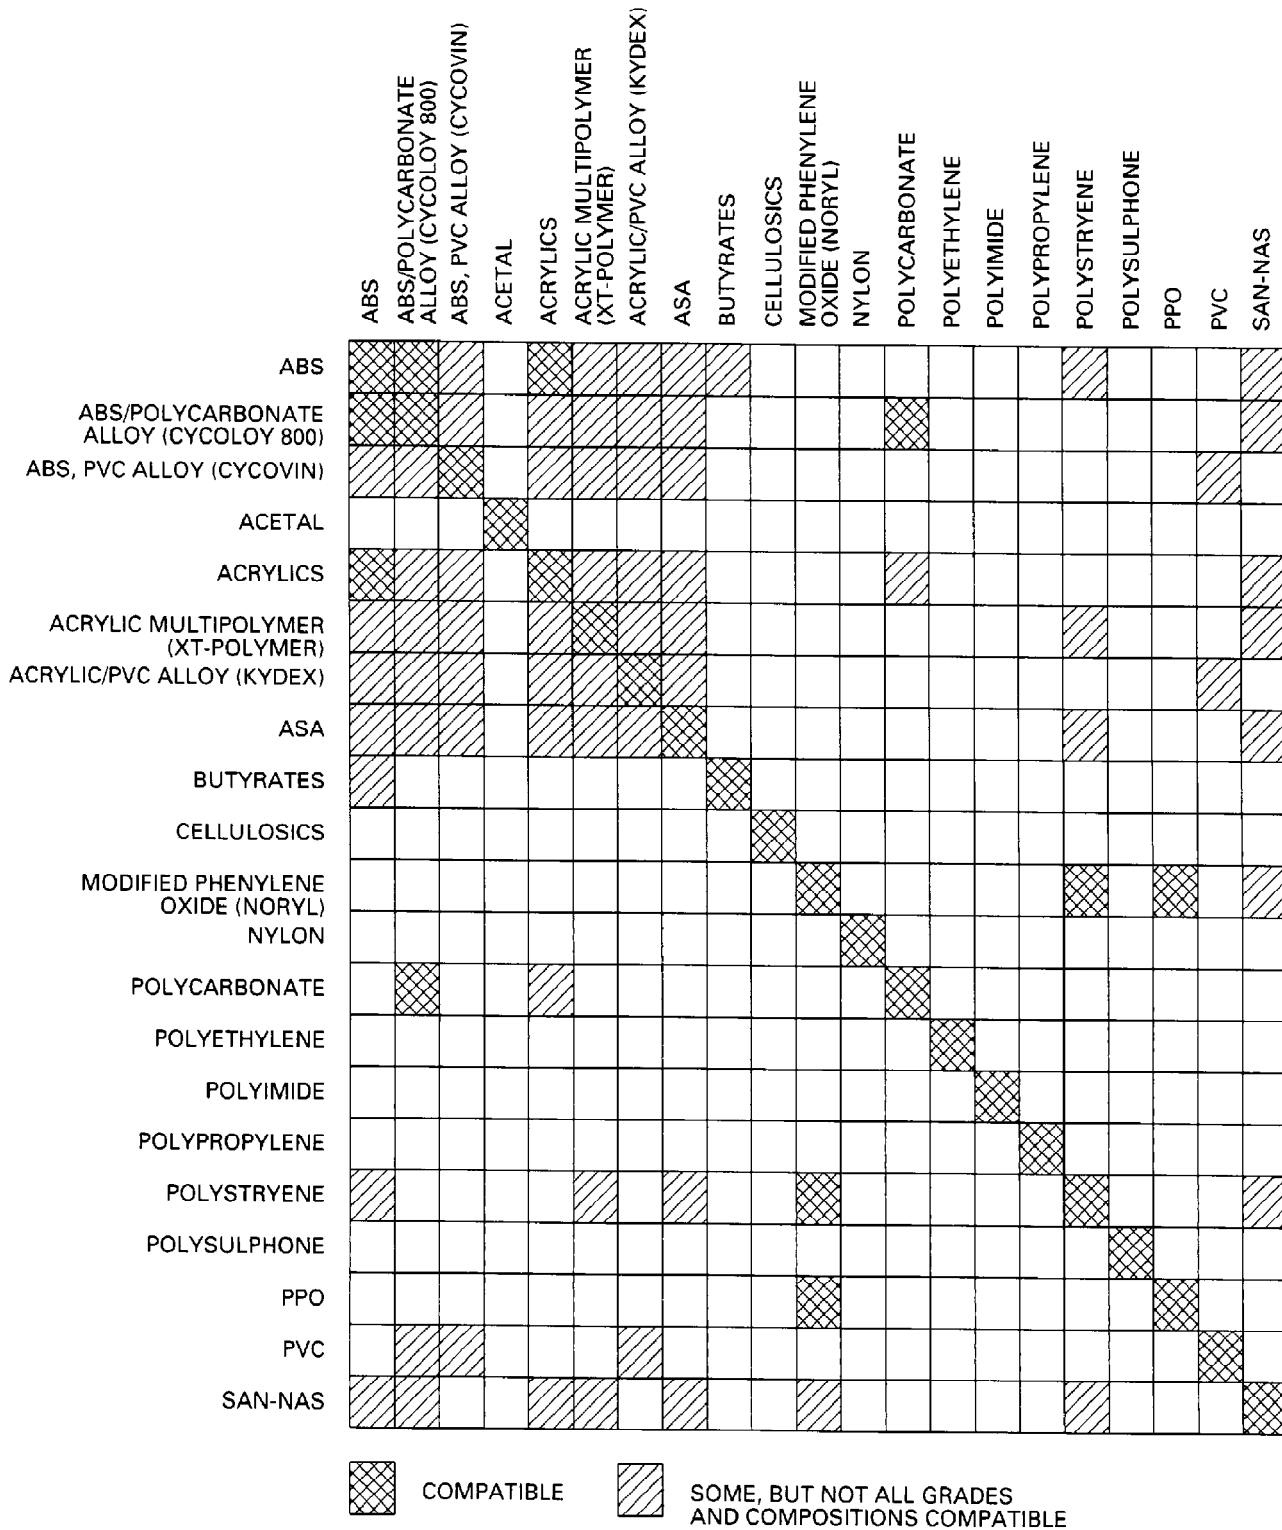 ABS
ABS/POLYCARBONATE
ALLOY (CYCOLOY 800)
ABS, PVC ALLOY (CYCOVIN)
ACETAL
ACRYLICS
ACRYLIC MULTIPOLYMER
(XT-POLYMER)
ACRYLIC/PVC ALLOY (KYDEX)
ASA
BUTYRATES
CELLULOSICS
MODIFIED PHENYLENE
OXIDE (NORYL)
NYLON
POLYCARBONATE
POLYETHYLENE
POLYIMIDE
POLYPROPYLENE
POLYSTRYENE
POLYSULPHONE
PPO
PVC
SAN-NAS
ABS
ABS/POLYCARBONATE
ALLOY (CYCOLOY 800)
ABS, PVC ALLOY (CYCOVIN)
ACETAL
ACRYLICS
ACRYLIC MULTIPOLYMER
(XT-POLYMER)
ACRYLIC/PVC ALLOY (KYDEX)
ASA
BUTYRATES
CELLULOSICS
MODIFIED PHENYLENE
OXIDE (NORYL)
NYLON
POLYCARBONATE
POLYETHYLENE
POLYIMIDE
POLYPROPYLENE
POLYSTRYENE
POLYSULPHONE
PPO
PVC
SAN-NAS
COMPATIBLE
SOME, BUT NOT ALL GRADES
AND COMPOSITIONS COMPATIBLE